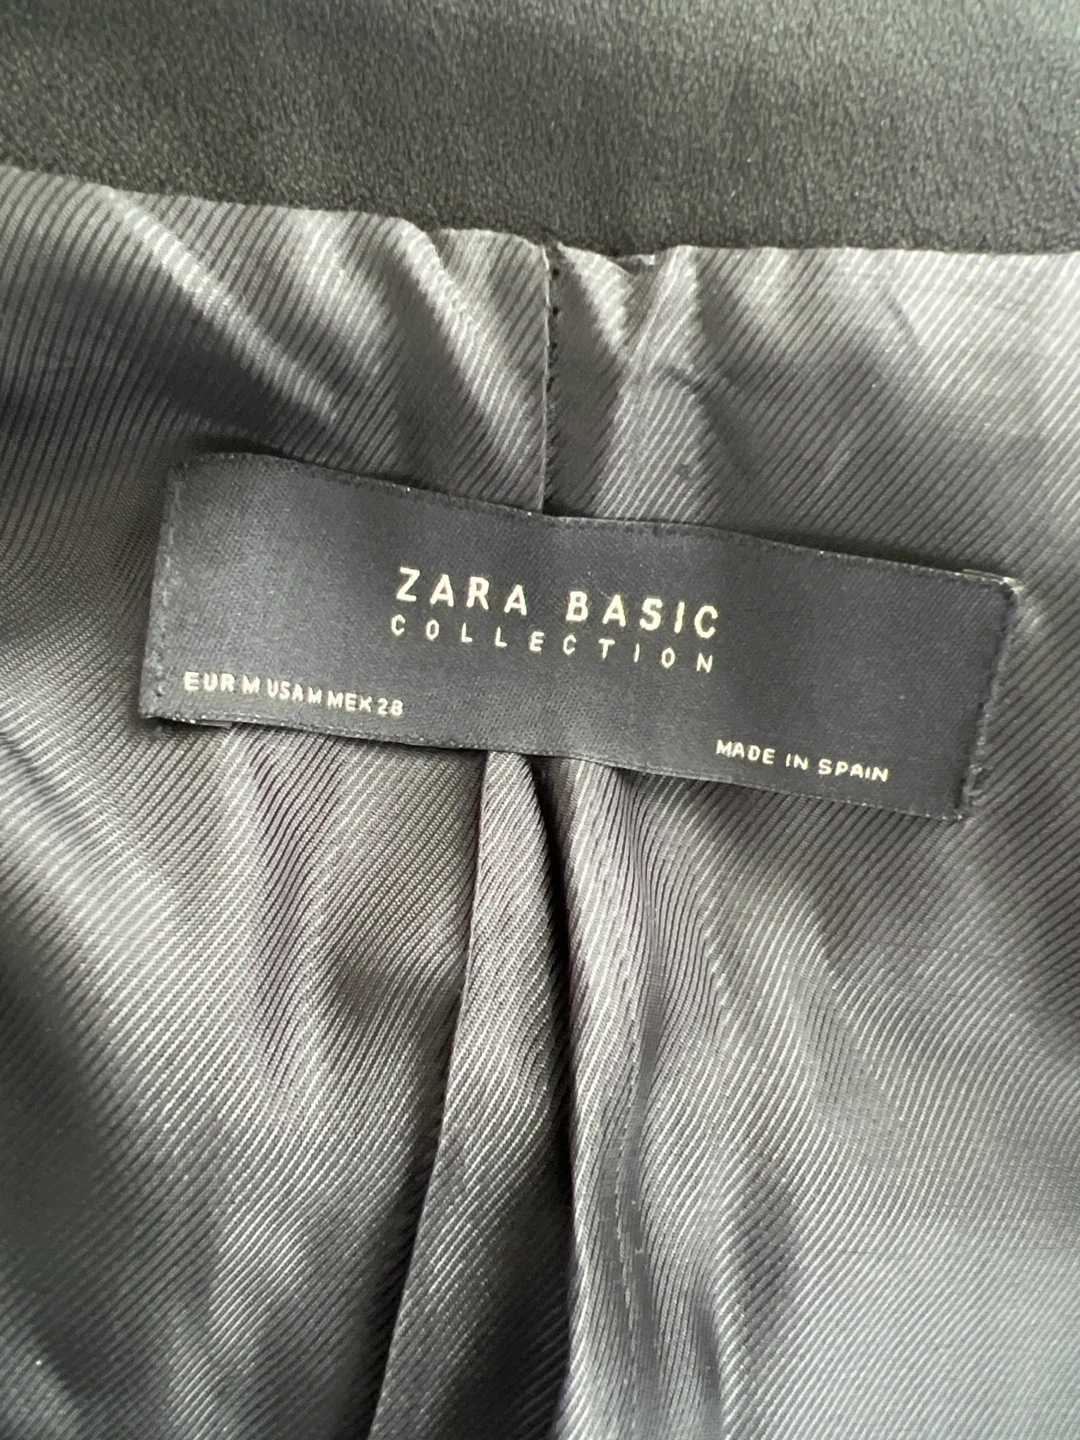 ZARA BASIC
COLLECTION
EUR M USA M MEX 28
MADE IN SPAIN